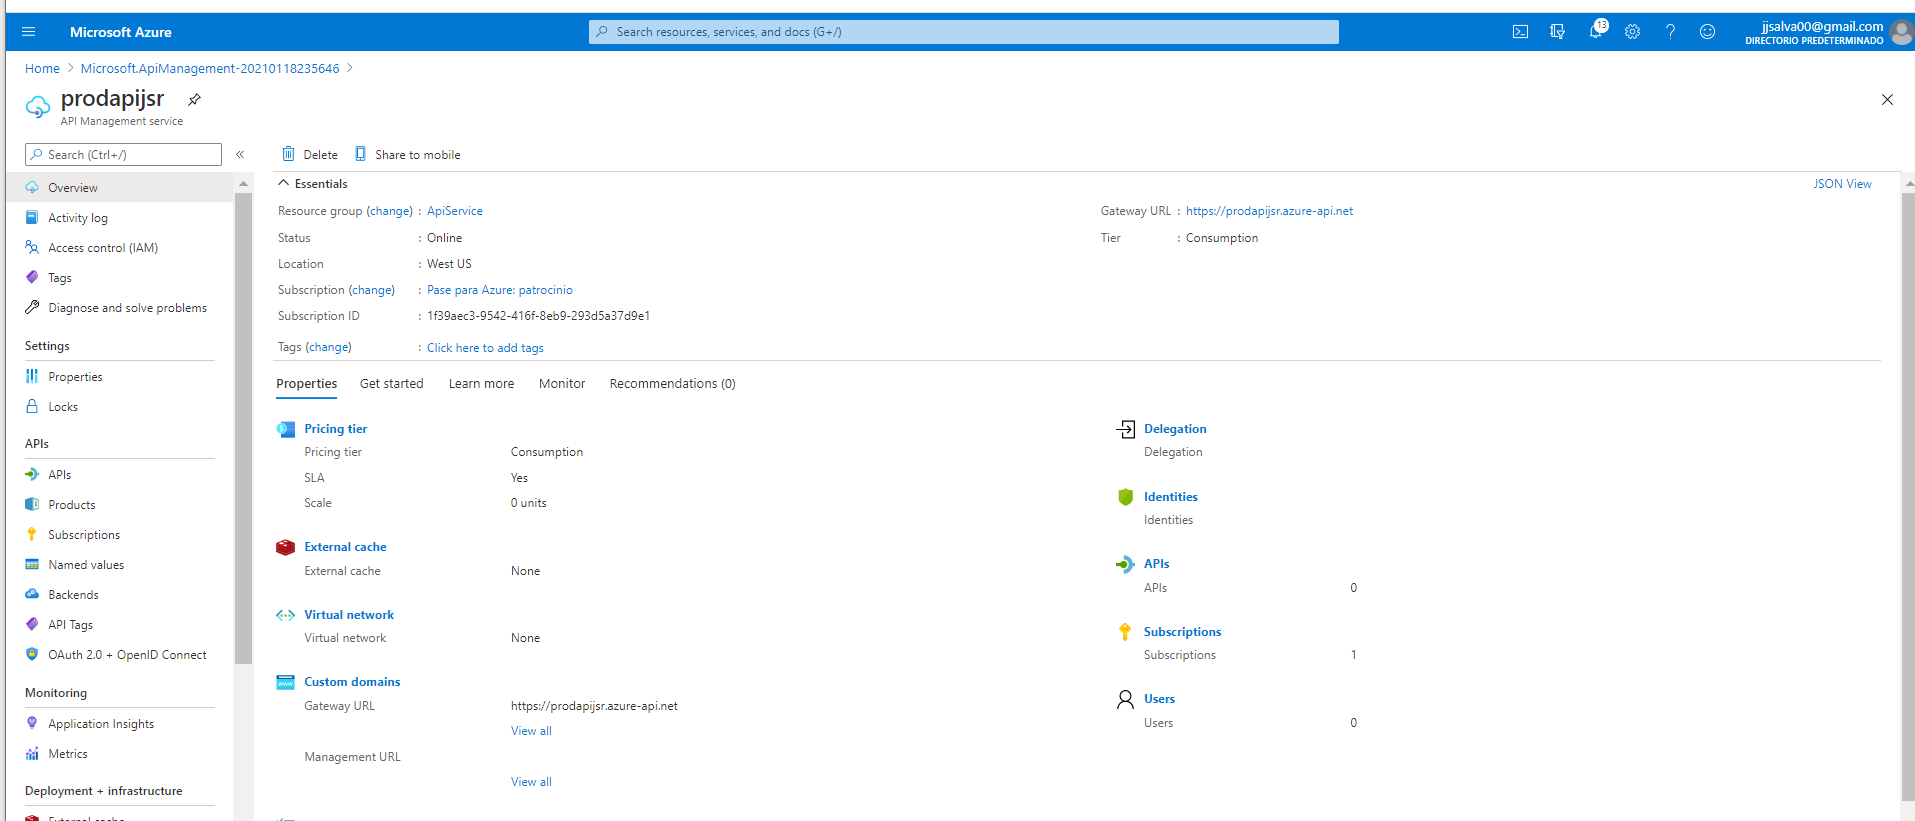 Microsoft Azure
Search resources, services, and docs (G+/)
13
jjsalva00@gmail.com
DIRECTORIO PREDETERMINADO
Home > Microsoft.ApiManagement-20210118235646 >
prodapijsr
API Management service
Search (Ctrl+/)
«
Overview
Activity log
Access control (IAM)
Tags
Diagnose and solve problems
Settings
Properties
Locks
APIs
APIs
Products
Subscriptions
Named values
Backends
API Tags
OAuth 2.0 + OpenID Connect
Monitoring
Application Insights
Metrics
Deployment + infrastructure
External cache
Delete
Share to mobile
Essentials
JSON View
Resource group (change) : ApiService
Status : Online
Location : West US
Subscription (change) : Pase para Azure: patrocinio
Subscription ID : 1f39aec3-9542-416f-8eb9-293d5a37d9e1
Tags (change) : Click here to add tags
Gateway URL : https://prodapijsr.azure-api.net
Tier : Consumption
Properties Get started Learn more Monitor Recommendations (0)
Pricing tier
Pricing tier Consumption
SLA Yes
Scale 0 units
External cache
External cache None
Virtual network
Virtual network None
Custom domains
Gateway URL https://prodapijsr.azure-api.net
View all
Management URL
View all
Delegation
Delegation
Identities
Identities
APIs
APIs 0
Subscriptions
Subscriptions 1
Users
Users 0